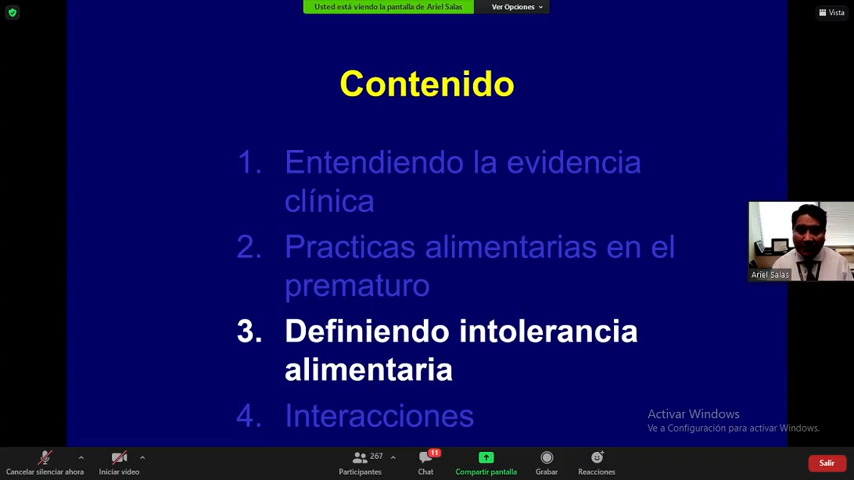 Usted está viendo la pantalla de Ariel Salas
Ver Opciones
Vista
Contenido
1. Entendiendo la evidencia
clínica
2. Practicas alimentarias en el
prematuro
3. Definiendo intolerancia
alimentaria
4. Interacciones
Ariel Salas
Activar Windows
Ve a Configuración para activar Windows.
267
11
Cancelar silenciar ahora
Iniciar video
Participantes
Chat
Compartir pantalla
Grabar
Reacciones
Salir